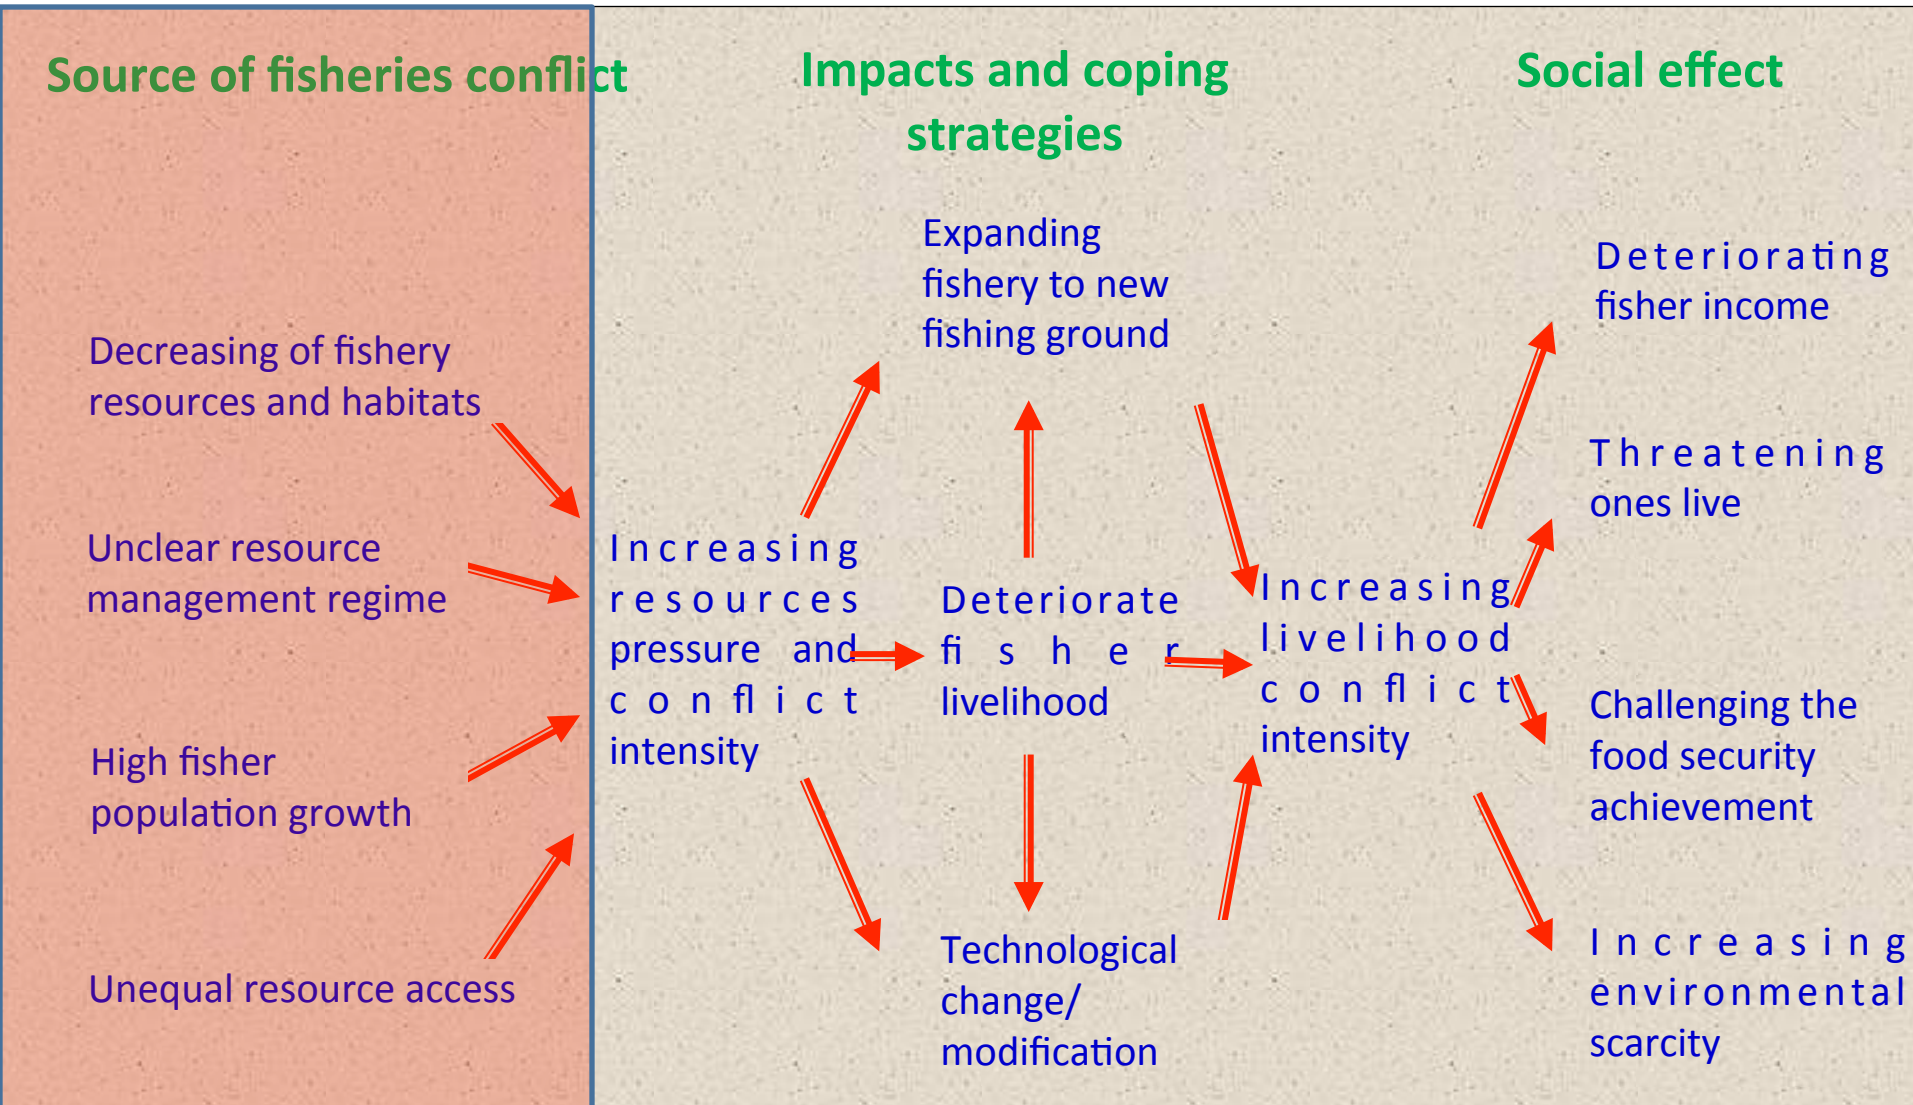 Source of fisheries conflict
Impacts and coping
strategies
Social effect
Decreasing of fishery
resources and habitats
Unclear resource
management regime
High fisher
population growth
Unequal resource access
Increasing
resources
pressure and
conflict
intensity
Expanding
fishery to new
fishing ground
Deteriorate
fisher
livelihood
Technological
change/
modification
Increasing
livelihood
conflict
intensity
Deteriorating
fisher income
Threatening
ones live
Challenging the
food security
achievement
Increasing
environmental
scarcity